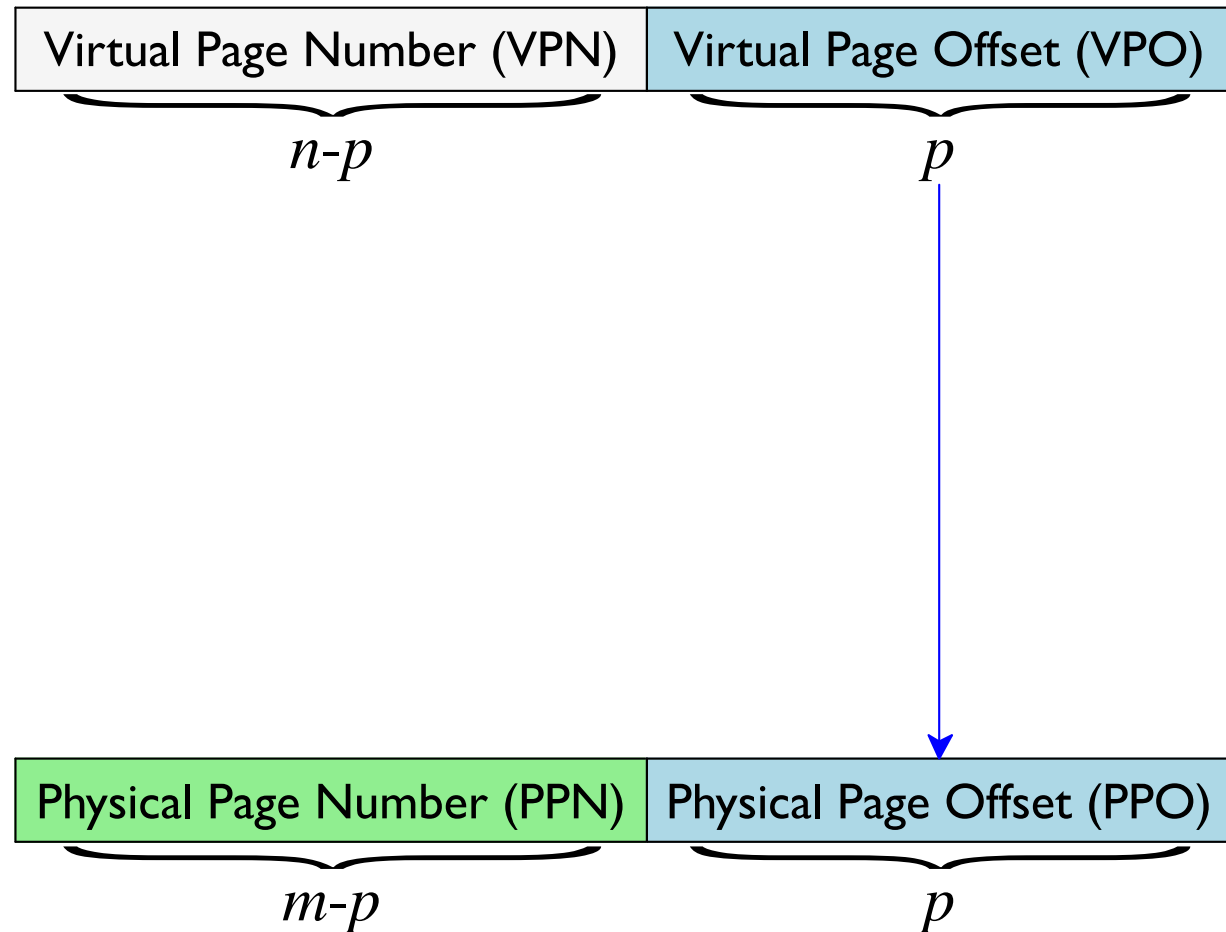 Virtual Page Number (VPN) Virtual Page Offset (VPO)
n-p p
Physical Page Number (PPN) Physical Page Offset (PPO)
m-p p